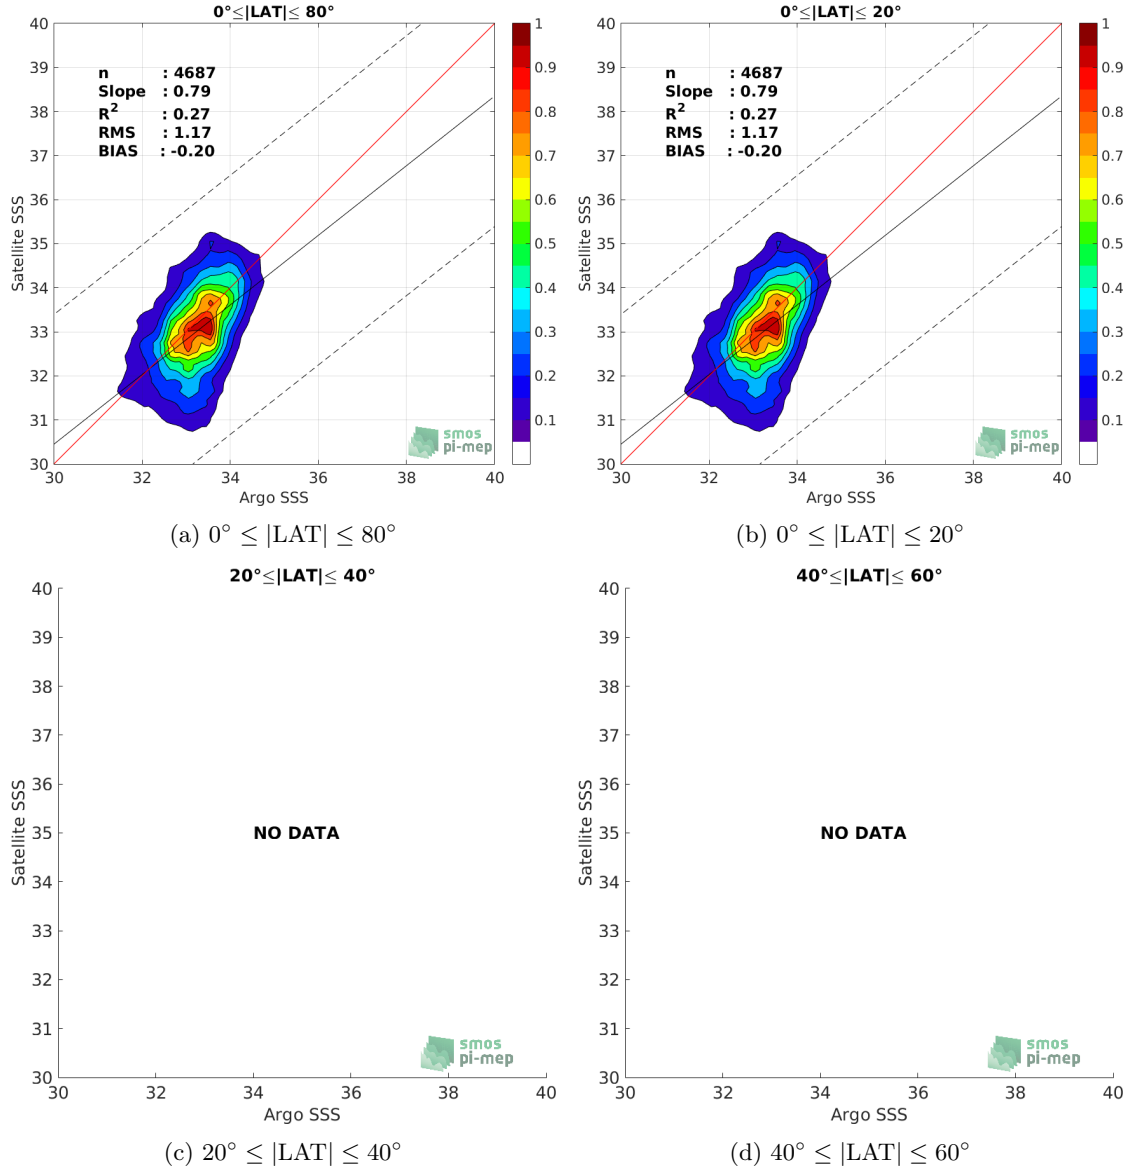 0°≤|LAT|≤ 80°
40
39
38
37
36
35
34
33
32
31
30
Satellite SSS
n : 4687
Slope : 0.79
R² : 0.27
RMS : 1.17
BIAS : -0.20
smos
pi-mep
30 32 34 36 38 40
Argo SSS
1
0.9
0.8
0.7
0.6
0.5
0.4
0.3
0.2
0.1
(a) 0° ≤ |LAT| ≤ 80°
0°≤|LAT|≤ 20°
40
39
38
37
36
35
34
33
32
31
30
Satellite SSS
n : 4687
Slope : 0.79
R² : 0.27
RMS : 1.17
BIAS : -0.20
smos
pi-mep
30 32 34 36 38 40
Argo SSS
1
0.9
0.8
0.7
0.6
0.5
0.4
0.3
0.2
0.1
(b) 0° ≤ |LAT| ≤ 20°
20°≤|LAT|≤ 40°
40
39
38
37
36
35
34
33
32
31
30
Satellite SSS
NO DATA
smos
pi-mep
30 32 34 36 38 40
Argo SSS
(c) 20° ≤ |LAT| ≤ 40°
40°≤|LAT|≤ 60°
40
39
38
37
36
35
34
33
32
31
30
Satellite SSS
NO DATA
smos
pi-mep
30 32 34 36 38 40
Argo SSS
(d) 40° ≤ |LAT| ≤ 60°